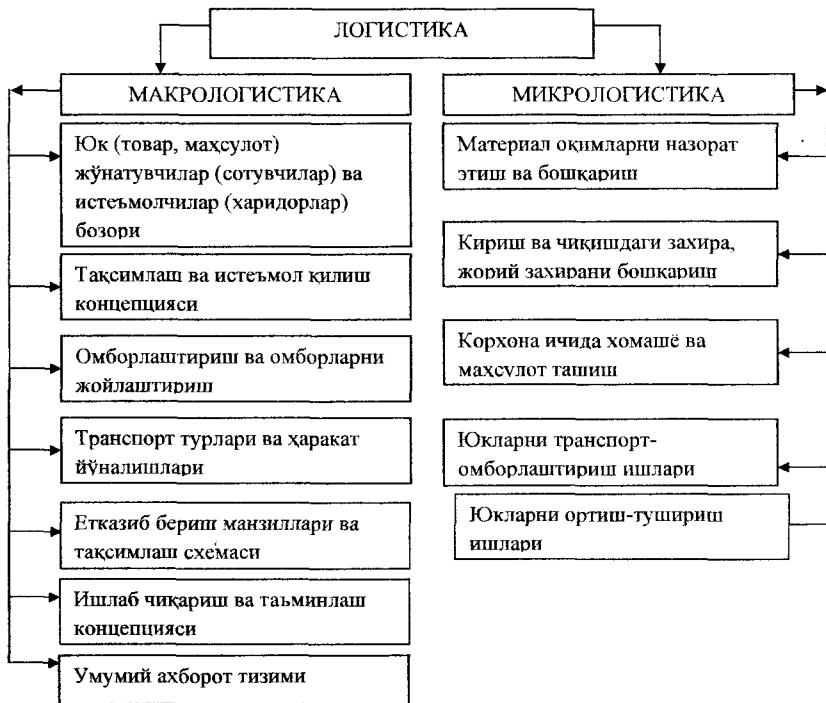 ЛОГИСТИКА
МАКРОЛОГИСТИКА
Юк (товар, маҳсулот)
жўнатувчилар (сотувчилар) ва
истеъмолчилар (харидорлар)
бозори
Тақсимлаш ва истеъмол қилиш
концепцияси
Омборлаштириш ва омборларни
жойлаштириш
Транспорт турлари ва ҳаракат
йўналишлари
Етказиб бериш манзиллари ва
тақсимлаш схемаси
Ишлаб чиқариш ва таъминлаш
концепцияси
Умумий ахборот тизими
МИКРОЛОГИСТИКА
Материал оқимларни назорат
этиш ва бошқариш
Кириш ва чиқишдаги захира,
жорий захирани бошқариш
Корхона ичида хомашё ва
маҳсулот ташиш
Юкларни транспорт-
омборлаштириш ишлари
Юкларни ортиш-тушириш
ишлари